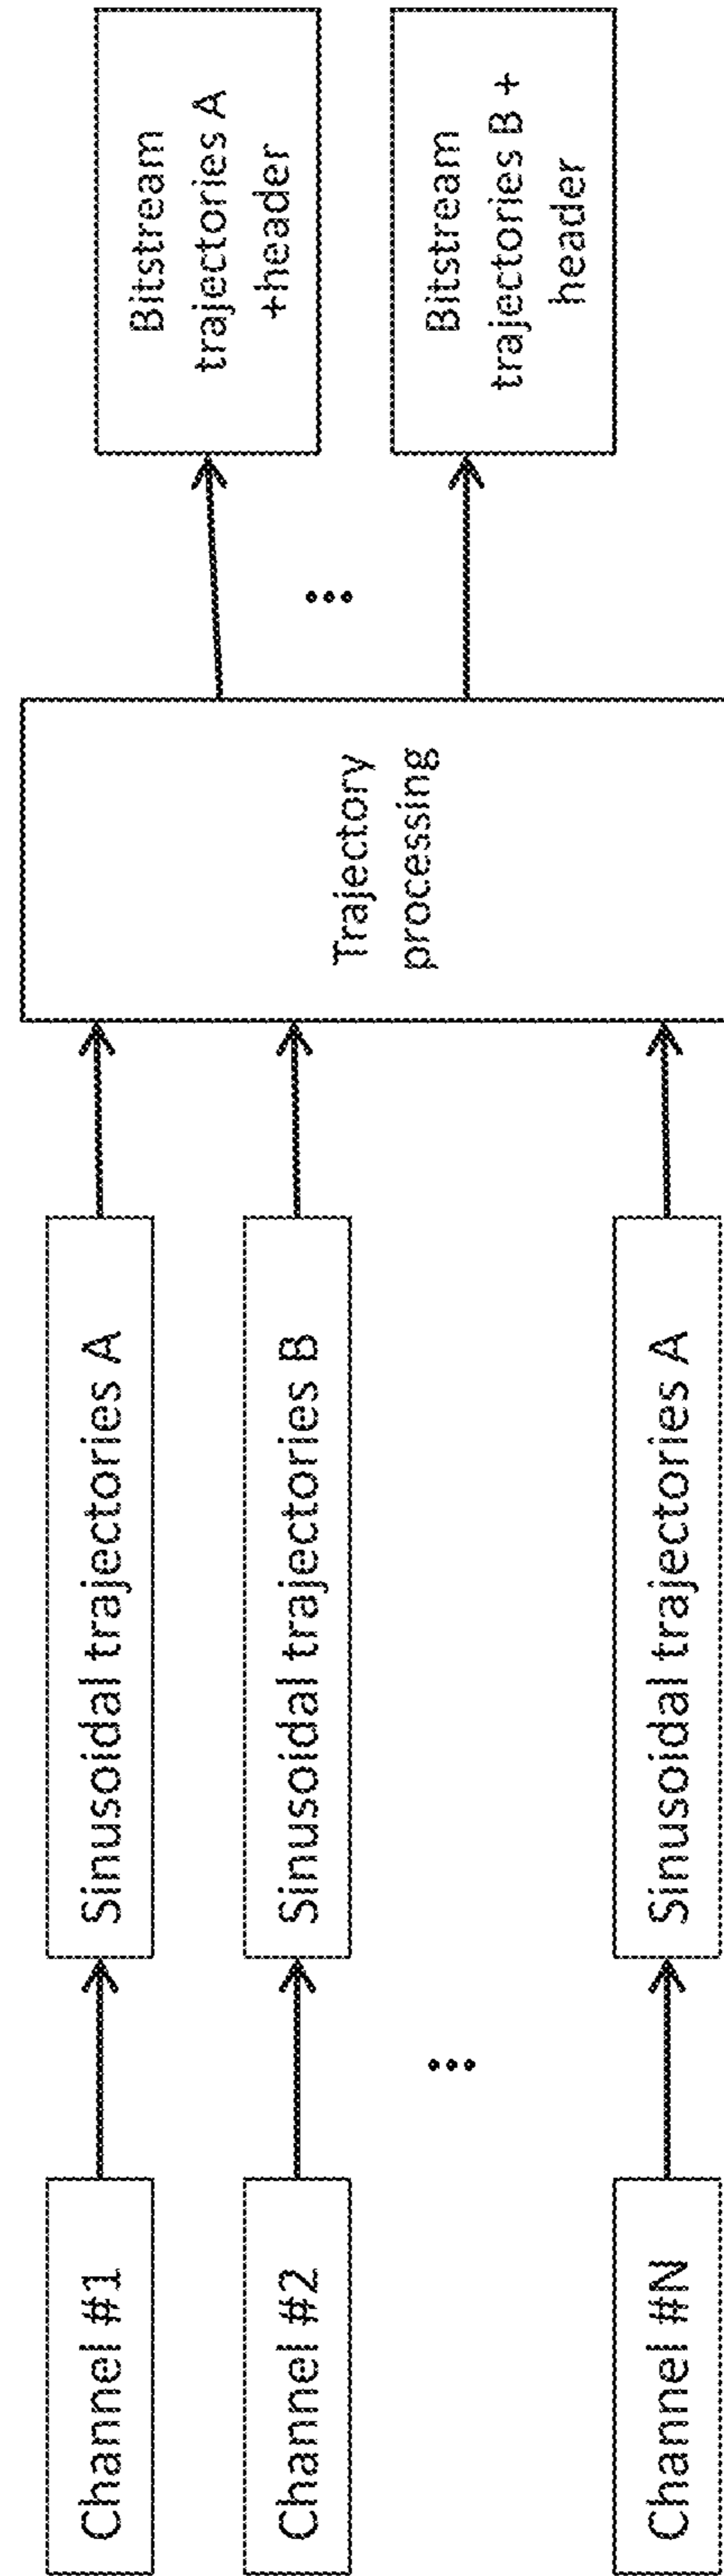 Channel #1
Sinusoidal trajectories A
Channel #2
Sinusoidal trajectories B
...
Channel #N
Sinusoidal trajectories A
Trajectory
processing
Bitstream
trajectories A
+header
...
Bitstream
trajectories B +
header